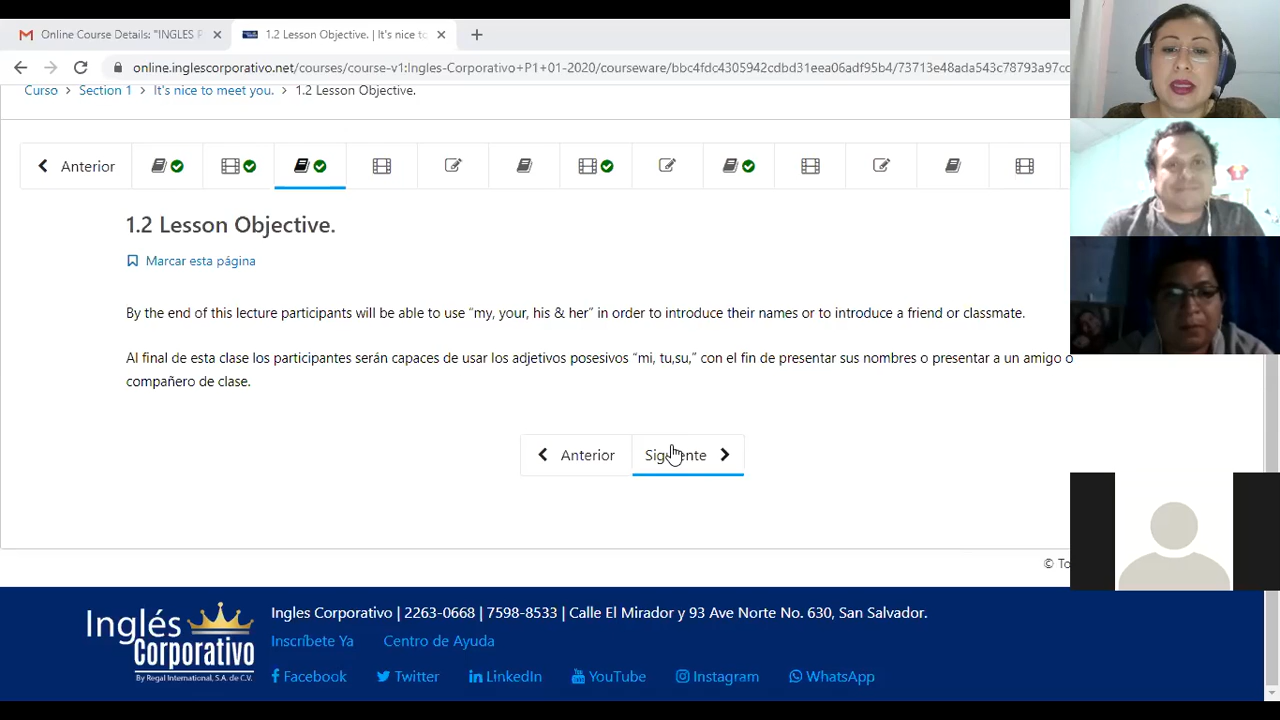 Online Course Details: "INGLES P
1.2 Lesson Objective. | It's nice to
online.inglescorporativo.net/courses/course-v1:Ingles-Corporativo+P1+01-2020/courseware/bbc4fdc4305942cdbd31eea06adf95b4/73713e48ada543c78793a97cc
Curso > Section 1 > It's nice to meet you. > 1.2 Lesson Objective.
Anterior
1.2 Lesson Objective.
Marcar esta página
By the end of this lecture participants will be able to use “my, your, his & her” in order to introduce their names or to introduce a friend or classmate.
Al final de esta clase los participantes serán capaces de usar los adjetivos posesivos “mi, tu,su,” con el fin de presentar sus nombres o presentar a un amigo o
compañero de clase.
Anterior Siguiente
© To
Inglés Corporativo
By Regal International, S.A. de C.V.
Ingles Corporativo | 2263-0668 | 7598-8533 | Calle El Mirador y 93 Ave Norte No. 630, San Salvador.
Inscríbete Ya Centro de Ayuda
Facebook Twitter LinkedIn YouTube Instagram WhatsApp